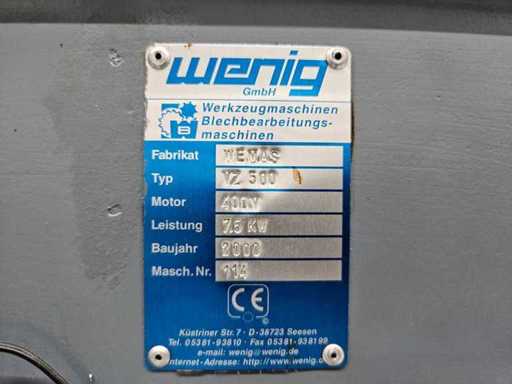 wenig
GmbH
Werkzeugmaschinen
Blechbearbeitungs-
maschinen
Fabrikat WEMAS
Typ VZ 500
Motor 400V
Leistung 7.5 KW
Baujahr 2000
Masch. Nr. 114
CE
Küstriner Str. 7 · D-38723 Seesen
Tel. 05381-93810 · Fax 05381-938199
e-mail: wenig@wenig.de
Internet-Adresse: http://www.wenig.